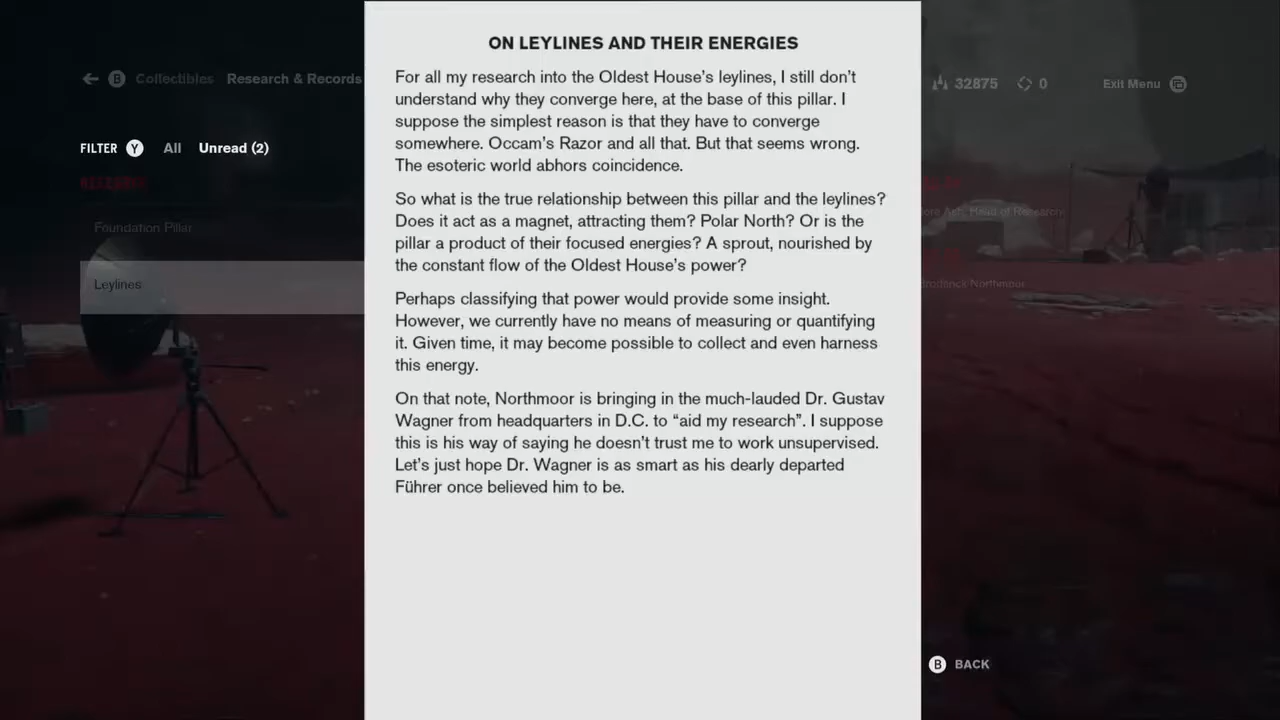 ON LEYLINES AND THEIR ENERGIES
For all my research into the Oldest House's leylines, I still don't
understand why they converge here, at the base of this pillar. I
suppose the simplest reason is that they have to converge
somewhere. Occam's Razor and all that. But that seems wrong.
The esoteric world abhors coincidence.
So what is the true relationship between this pillar and the leylines?
Does it act as a magnet, attracting them? Polar North? Or is the
pillar a product of their focused energies? A sprout, nourished by
the constant flow of the Oldest House's power?
Perhaps classifying that power would provide some insight.
However, we currently have no means of measuring or quantifying
it. Given time, it may become possible to collect and even harness
this energy.
On that note, Northmoor is bringing in the much-lauded Dr. Gustav
Wagner from headquarters in D.C. to “aid my research”. I suppose
this is his way of saying he doesn't trust me to work unsupervised.
Let's just hope Dr. Wagner is as smart as his dearly departed
Führer once believed him to be.
B Collectibles Research & Records
32875 0 Exit Menu
FILTER Y All Unread (2)
RESEARCH
Foundation Pillar
Leylines
Ash, Head of Research
Broderick Northmoor
B BACK